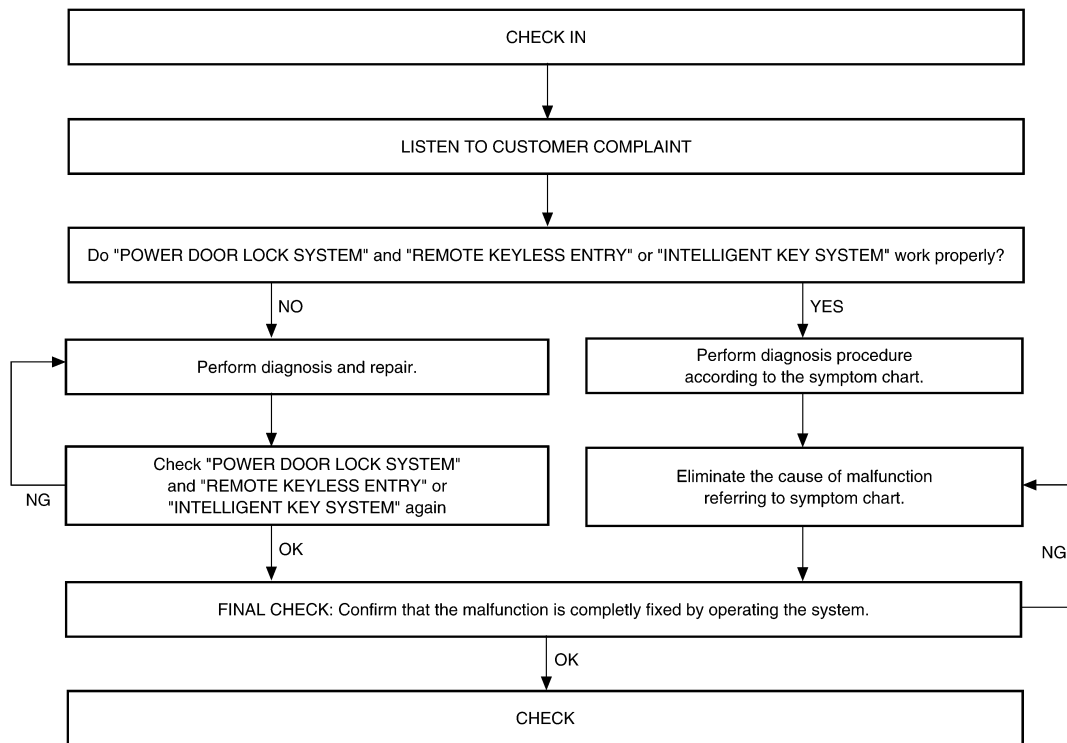 CHECK IN
LISTEN TO CUSTOMER COMPLAINT
Do "POWER DOOR LOCK SYSTEM" and "REMOTE KEYLESS ENTRY" or "INTELLIGENT KEY SYSTEM" work properly?
NO
YES
Perform diagnosis and repair.
Perform diagnosis procedure
according to the symptom chart.
Check "POWER DOOR LOCK SYSTEM"
and "REMOTE KEYLESS ENTRY" or
"INTELLIGENT KEY SYSTEM" again
NG
Eliminate the cause of malfunction
referring to symptom chart.
OK
NG
FINAL CHECK: Confirm that the malfunction is completly fixed by operating the system.
OK
CHECK